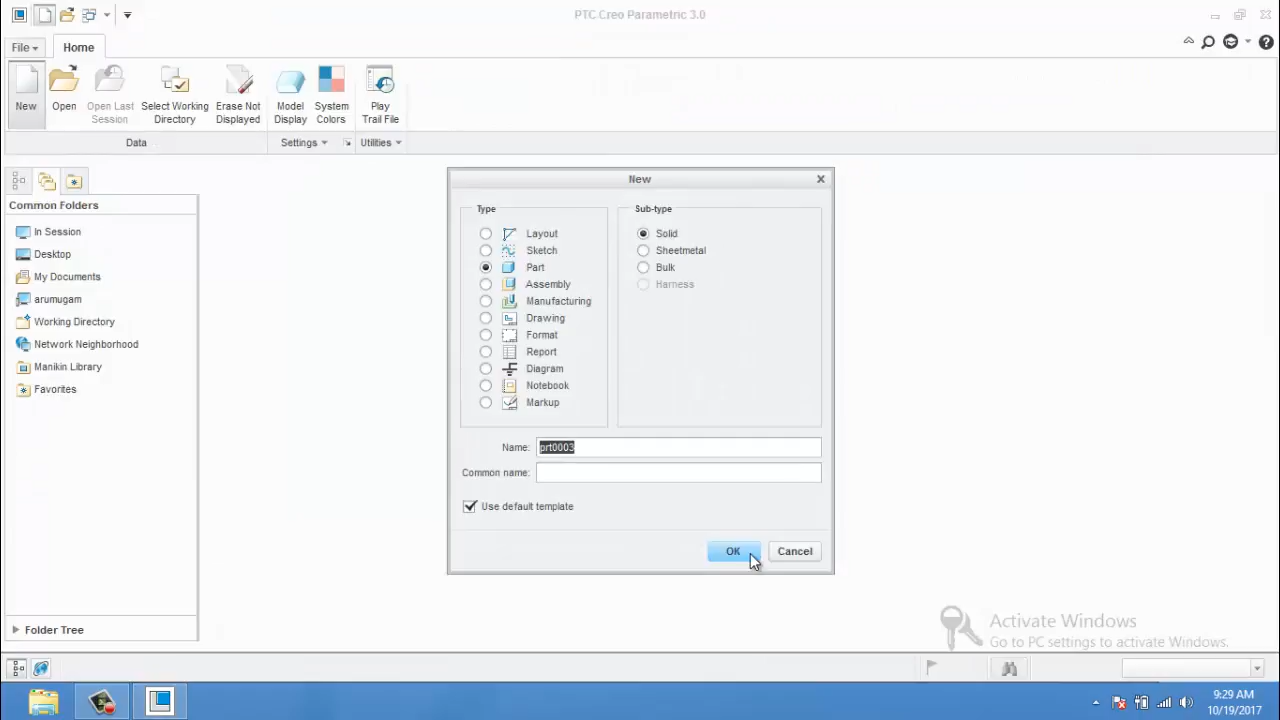 PTC Creo Parametric 3.0
File
Home
New
Open
Open Last Session
Select Working Directory
Erase Not Displayed
Model Display
System Colors
Play Trail File
Data
Settings
Utilities
Common Folders
In Session
Desktop
My Documents
arumugam
Working Directory
Network Neighborhood
Manikin Library
Favorites
Folder Tree
New
Type
Layout
Sketch
Part
Assembly
Manufacturing
Drawing
Format
Report
Diagram
Notebook
Markup
Sub-type
Solid
Sheetmetal
Bulk
Harness
Name: prt0003
Common name:
Use default template
OK
Cancel
Activate Windows
Go to PC settings to activate Windows.
9:29 AM
10/19/2017